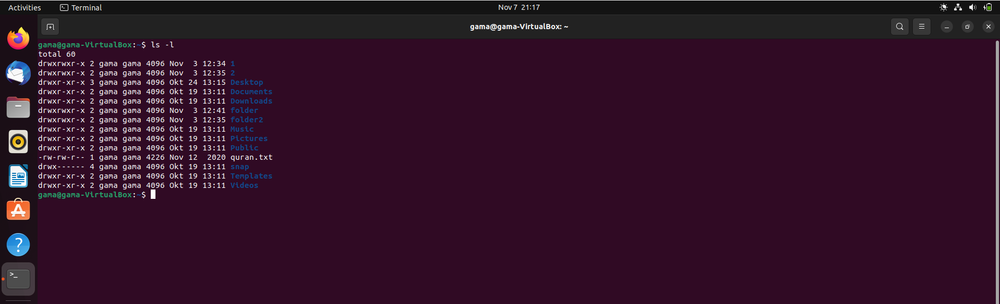 Activities Terminal Nov 7 21:17
gama@gama-VirtualBox: ~
gama@gama-VirtualBox:~$ ls -l
total 60
drwxrwxr-x 2 gama gama 4096 Nov  3 12:34 1
drwxrwxr-x 2 gama gama 4096 Nov  3 12:35 2
drwxr-xr-x 3 gama gama 4096 Okt 24 13:15 Desktop
drwxr-xr-x 2 gama gama 4096 Okt 19 13:11 Documents
drwxr-xr-x 2 gama gama 4096 Okt 19 13:11 Downloads
drwxrwxr-x 2 gama gama 4096 Nov  3 12:41 folder
drwxrwxr-x 2 gama gama 4096 Nov  3 12:35 folder2
drwxr-xr-x 2 gama gama 4096 Okt 19 13:11 Music
drwxr-xr-x 2 gama gama 4096 Okt 19 13:11 Pictures
drwxr-xr-x 2 gama gama 4096 Okt 19 13:11 Public
-rw-rw-r-- 1 gama gama 4226 Nov 12  2020 quran.txt
drwx------ 4 gama gama 4096 Okt 19 13:11 snap
drwxr-xr-x 2 gama gama 4096 Okt 19 13:11 Templates
drwxr-xr-x 2 gama gama 4096 Okt 19 13:11 Videos
gama@gama-VirtualBox:~$